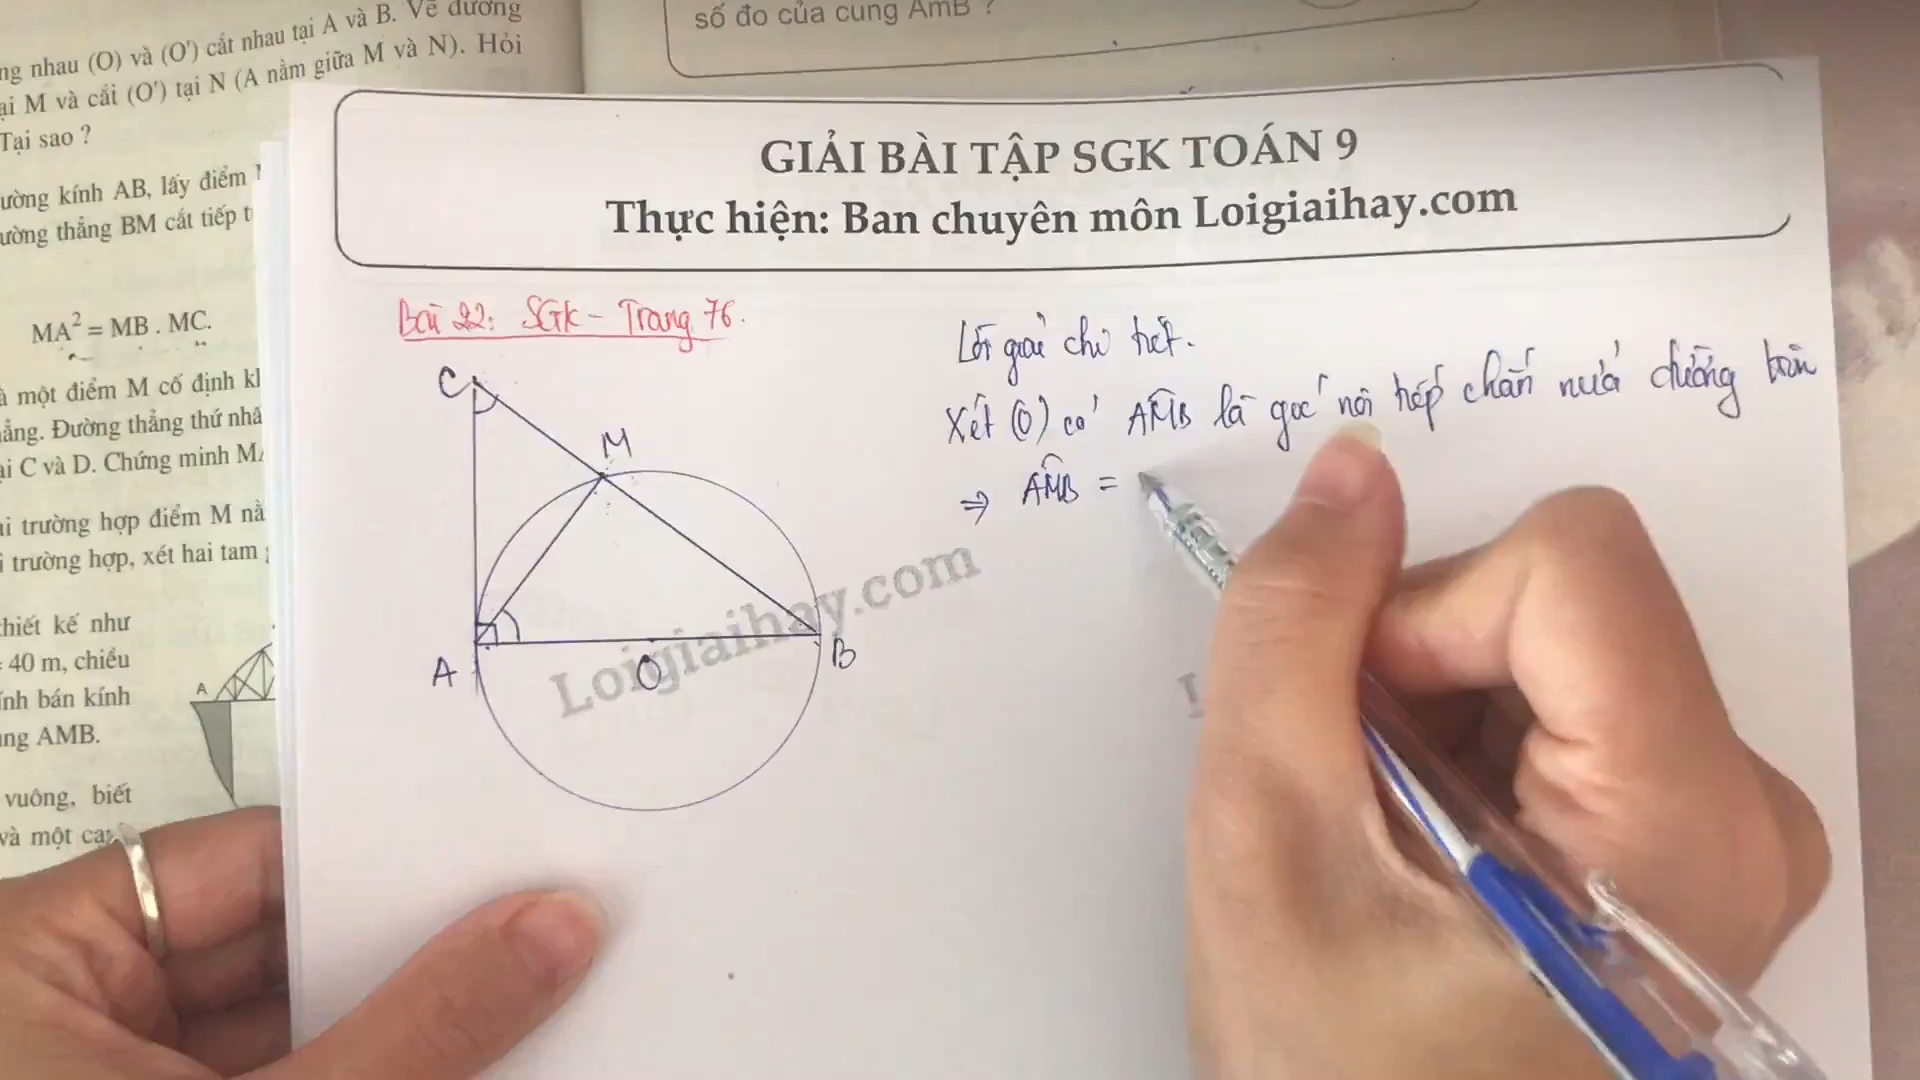 ng nhau (O) và (O') cắt nhau tại A và B. Vẽ đường
ại M và cắt (O') tại N (A nằm giữa M và N). Hỏi
Tại sao ?
ường kính AB, lấy điểm
ường thẳng BM cắt tiếp t
MA² = MB . MC.
à một điểm M cố định kl
ẳng. Đường thẳng thứ nhấ
ại C và D. Chứng minh M
i trường hợp điểm M nằ
i trường hợp, xét hai tam
thiết kế như
= 40 m, chiều
ính bán kính
ung AMB.
A
vuông, biết
và một cạ
số đo của cung AmB ?
GIẢI BÀI TẬP SGK TOÁN 9
Thực hiện: Ban chuyên môn Loigiaihay.com
Bài 22: SGK - Trang 76.
C
M
A
O
B
Loigiaihay.com
Lời giải chi tiết.
Xét (O) có AMB là góc nội tiếp chắn nửa đường tròn
⇒ AMB =
L